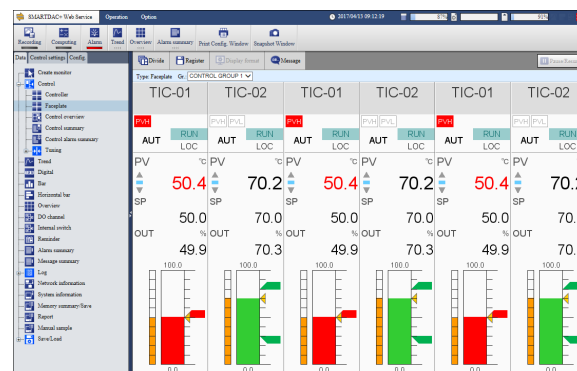 SMARTDAC+ Web Service Operation Option 2017/04/13 09.12.19 87% 91%
Recording Computing Alarm Trend Overview Alarm summary Print Config. Window Snapshot Window
Data Control settings Config. Divide Register Display format Message Pause/Resume
Type: Faceplate Gr. CONTROL GROUP 1
Create monitor
Control
Controller
Faceplate
Control overview
Control summary
Control alarm summary
Tuning
Trend
Digital
Bar
Horizontal bar
Overview
DO channel
Internal switch
Reminder
Alarm summary
Message summary
Log
Network information
System information
Memory summary/Save
Report
Manual sample
Save/Load
TIC-01 TIC-02 TIC-01 TIC-02 TIC-01 TIC-02
PVH PVH PVL PVH PVH PVL PVH PVH PVL
AUT RUN AUT RUN AUT RUN AUT RUN AUT RUN AUT RUN
LOC LOC LOC LOC LOC LOC
PV °C PV °C PV °C PV °C PV °C PV
50.4 70.2 50.4 70.2 50.4 70.2
SP SP SP SP SP SP
50.0 70.0 50.0 70.0 50.0 70.
OUT % OUT % OUT % OUT % OUT % OUT
49.9 70.3 49.9 70.3 49.9 70.
100.0 100.0 100.0 100.0 100.0 100.0
0.0 0.0 0.0 0.0 0.0 0.0